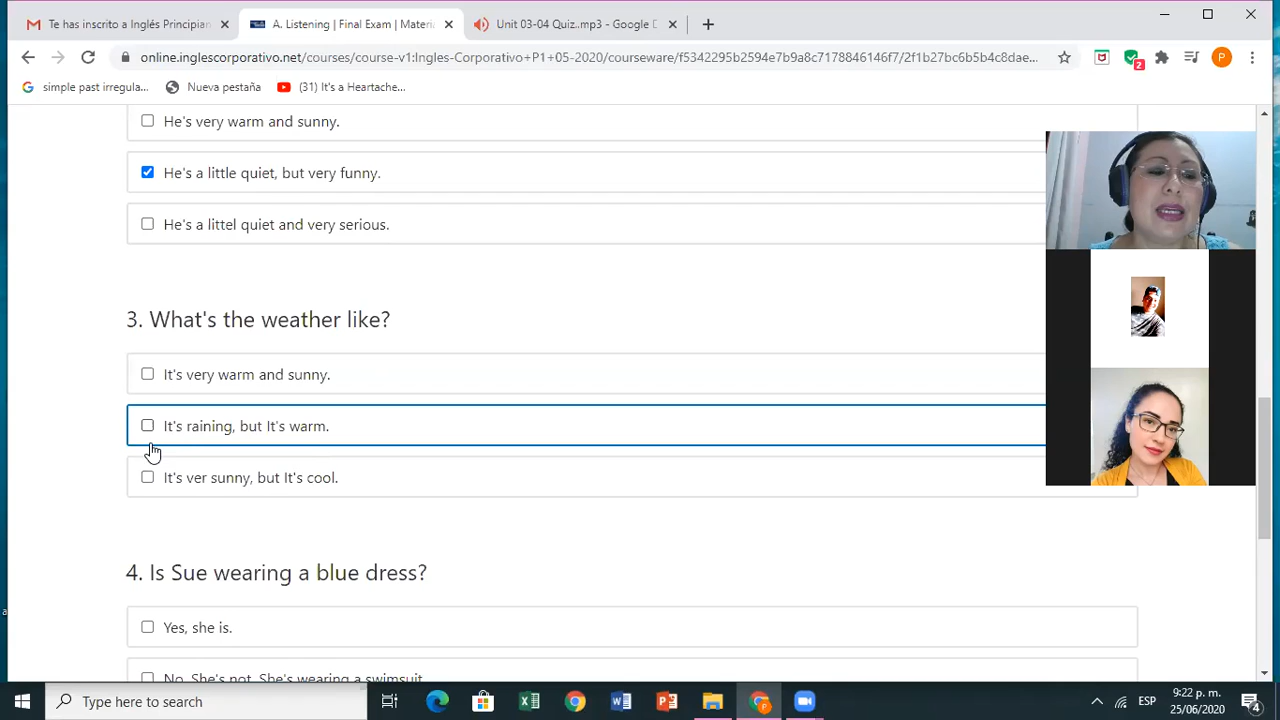 Te has inscrito a Inglés Principian
A. Listening | Final Exam | Materi
Unit 03-04 Quiz..mp3 - Google D
online.inglescorporativo.net/courses/course-v1:Ingles-Corporativo+P1+05-2020/courseware/f5342295b2594e7b9a8c7178846146f7/2f1b27bc6b5b4c8dae...
2
P
simple past irregula...
Nueva pestaña
(31) It's a Heartache...
He's very warm and sunny.
He's a little quiet, but very funny.
He's a littel quiet and very serious.
3. What's the weather like?
It's very warm and sunny.
It's raining, but It's warm.
It's ver sunny, but It's cool.
4. Is Sue wearing a blue dress?
Yes, she is.
No, She's not. She's wearing a swimsuit.
Type here to search
ESP
9:22 p. m.
25/06/2020
4